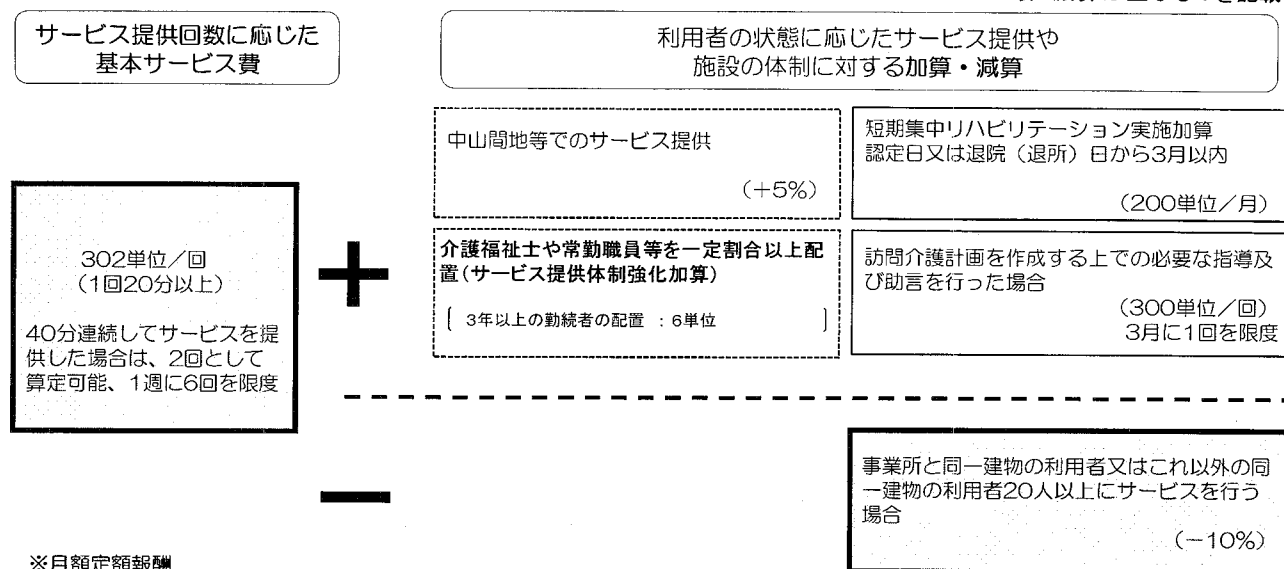 サービス提供回数に応じた
基本サービス費
利用者の状態に応じたサービス提供や
施設の体制に対する加算・減算
302単位/回
(1回20分以上)
40分連続してサービスを提
供した場合は、2回として
算定可能、1週に6回を限度
中山間地等でのサービス提供
(+5%)
短期集中リハビリテーション実施加算
認定日又は退院(退所)日から3月以内
(200単位/月)
介護福祉士や常勤職員等を一定割合以上配
置(サービス提供体制強化加算)
[ 3年以上の勤続者の配置 :6単位 ]
訪問介護計画を作成する上での必要な指導及
び助言を行った場合
(300単位/回)
3月に1回を限度
事業所と同一建物の利用者又はこれ以外の同
一建物の利用者20人以上にサービスを行う
場合
(-10%)
※月額定額報酬